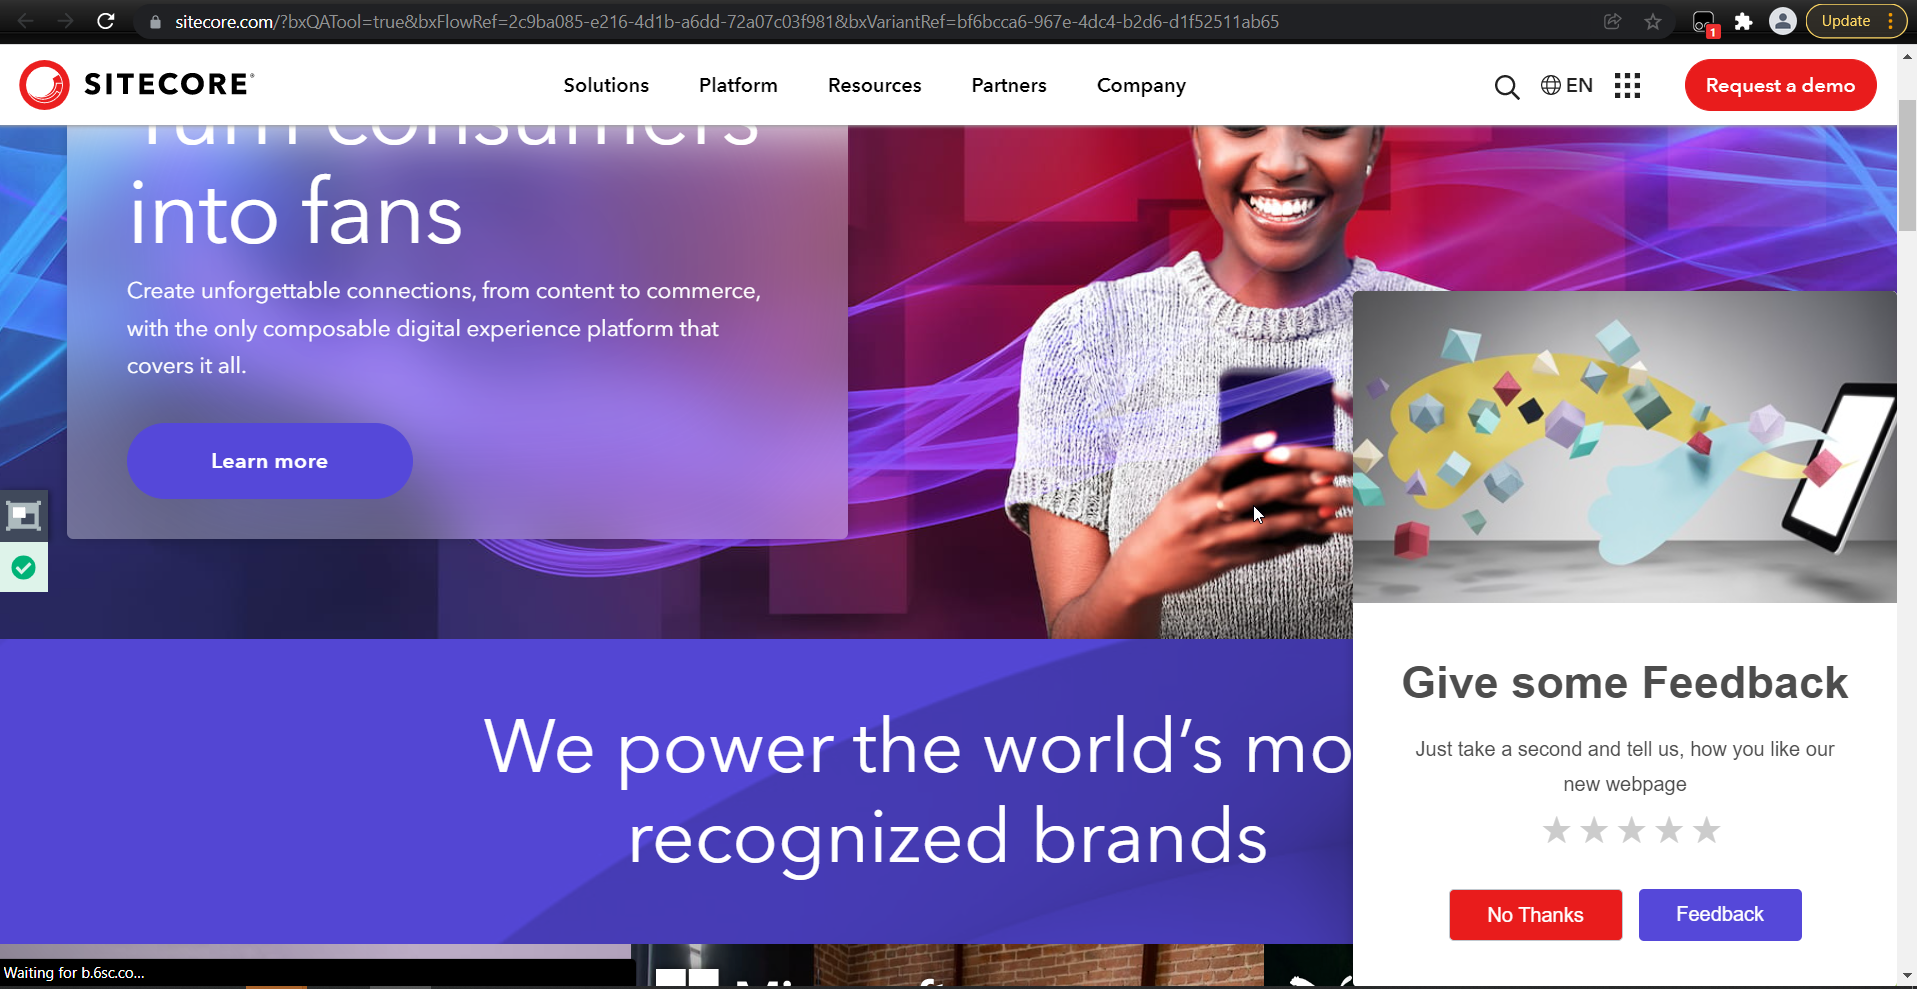 sitecore.com/?bxQATool=true&bxFlowRef=2c9ba085-e216-4d1b-a6dd-72a07c03f981&bxVariantRef=bf6bcca6-967e-4dc4-b2d6-d1f52511ab65
1
Update
SITECORE
Solutions
Platform
Resources
Partners
Company
EN
Request a demo
Turn consumers
into fans
Create unforgettable connections, from content to commerce,
with the only composable digital experience platform that
covers it all.
Learn more
We power the world's mo
recognized brands
Give some Feedback
Just take a second and tell us, how you like our
new webpage
No Thanks
Feedback
Waiting for b.6sc.co...